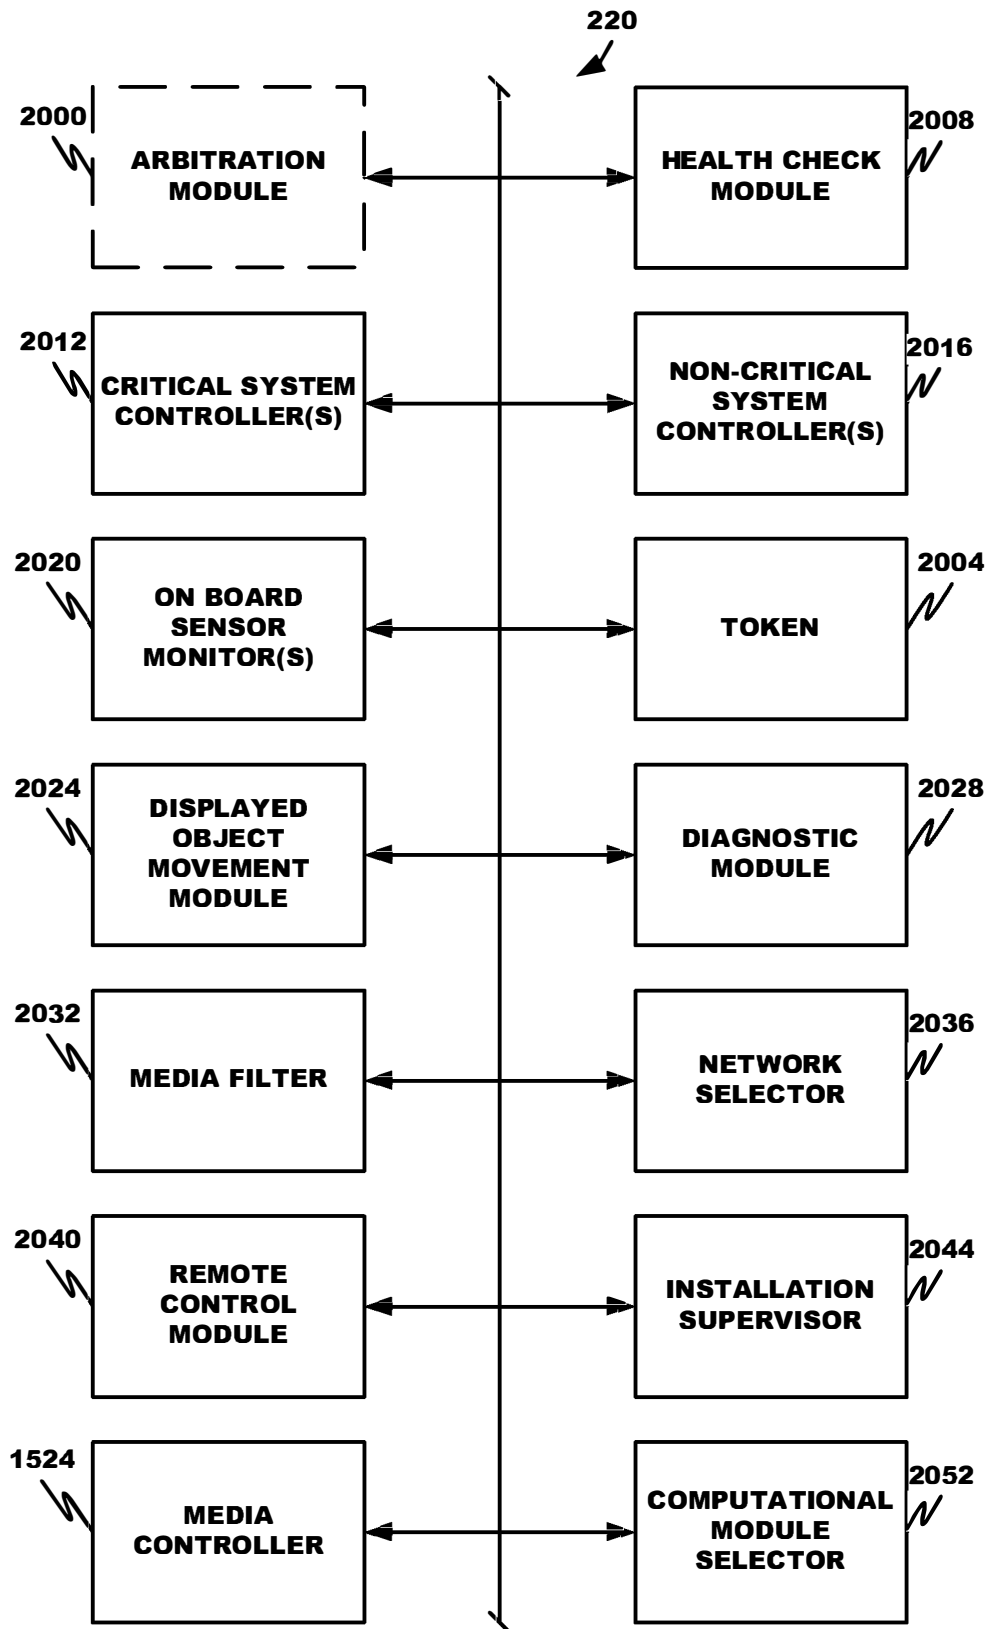 220
2000
ARBITRATION
MODULE
2008
HEALTH CHECK
MODULE
2012
CRITICAL SYSTEM
CONTROLLER(S)
2016
NON-CRITICAL
SYSTEM
CONTROLLER(S)
2020
ON BOARD
SENSOR
MONITOR(S)
2004
TOKEN
2024
DISPLAYED
OBJECT
MOVEMENT
MODULE
2028
DIAGNOSTIC
MODULE
2032
MEDIA FILTER
2036
NETWORK
SELECTOR
2040
REMOTE
CONTROL
MODULE
2044
INSTALLATION
SUPERVISOR
1524
MEDIA
CONTROLLER
2052
COMPUTATIONAL
MODULE
SELECTOR